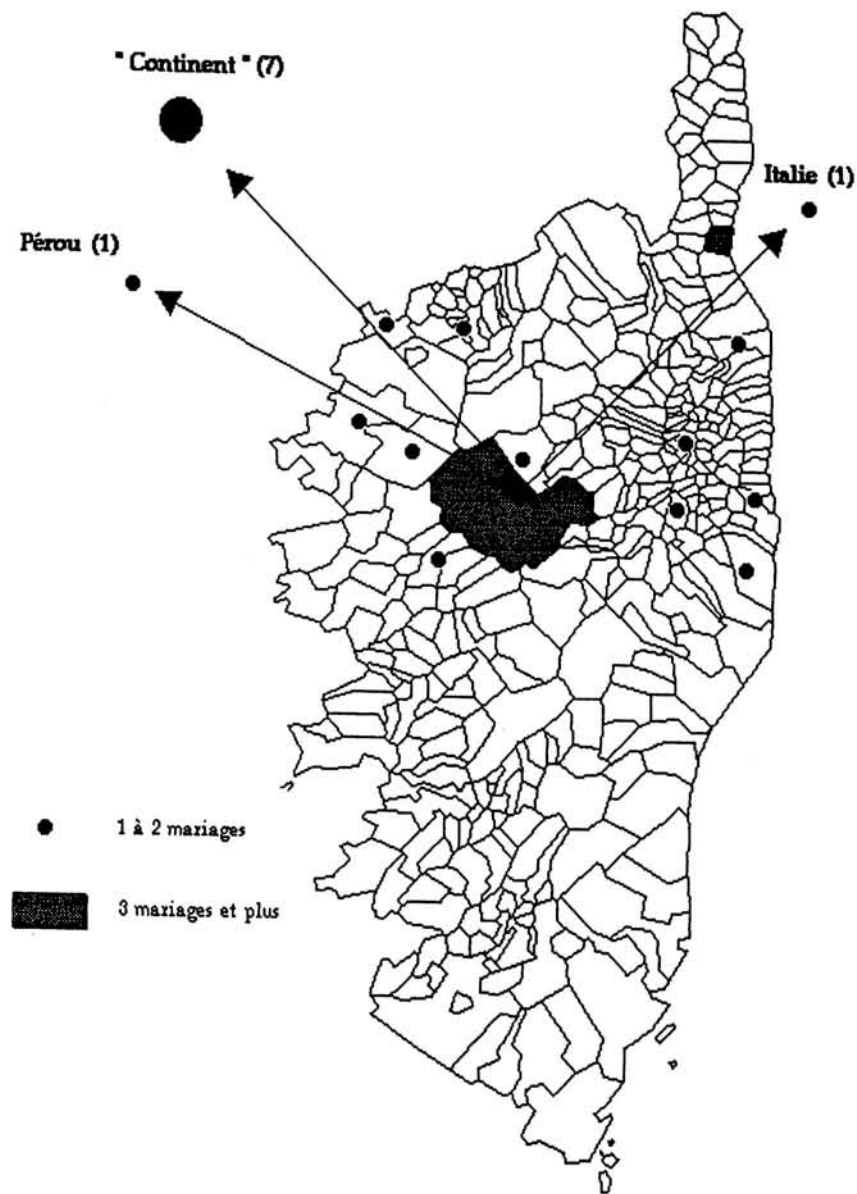 " Continent " (7)
Italie (1)
Pérou (1)
1 à 2 mariages
3 mariages et plus